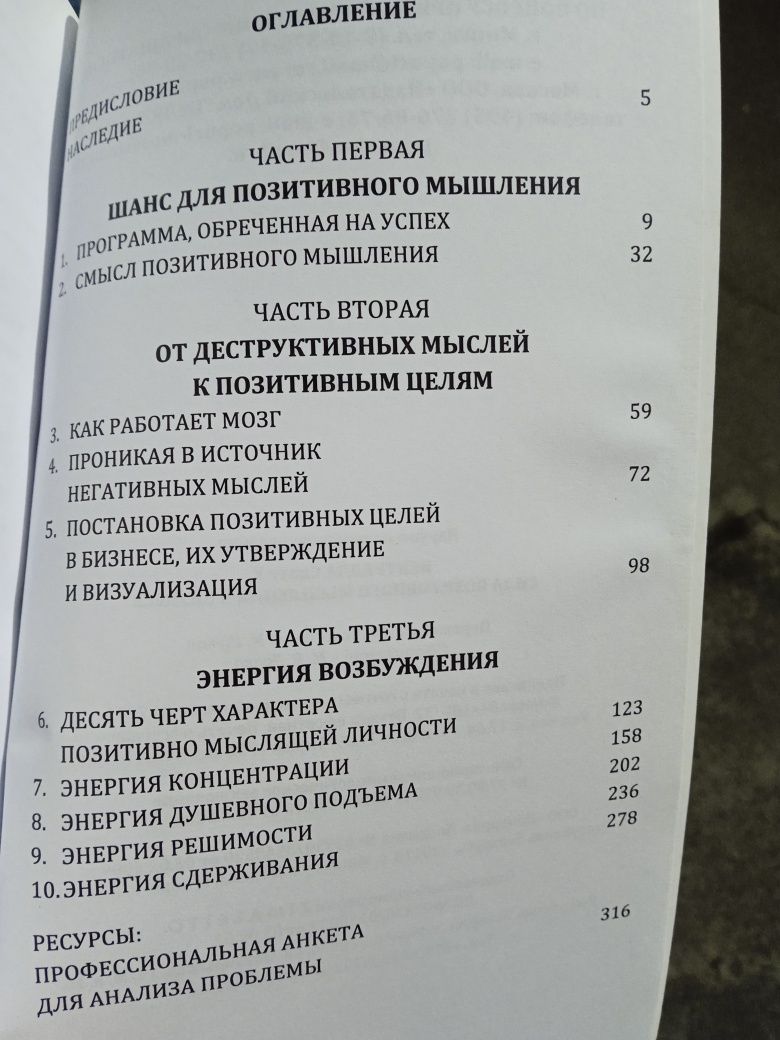 ОГЛАВЛЕНИЕ
ПРЕДИСЛОВИЕ
НАСЛЕДИЕ 5
ЧАСТЬ ПЕРВАЯ
ШАНС ДЛЯ ПОЗИТИВНОГО МЫШЛЕНИЯ
1. ПРОГРАММА, ОБРЕЧЕННАЯ НА УСПЕХ 9
2. СМЫСЛ ПОЗИТИВНОГО МЫШЛЕНИЯ 32
ЧАСТЬ ВТОРАЯ
ОТ ДЕСТРУКТИВНЫХ МЫСЛЕЙ
К ПОЗИТИВНЫМ ЦЕЛЯМ
3. КАК РАБОТАЕТ МОЗГ 59
4. ПРОНИКАЯ В ИСТОЧНИК
НЕГАТИВНЫХ МЫСЛЕЙ 72
5. ПОСТАНОВКА ПОЗИТИВНЫХ ЦЕЛЕЙ
В БИЗНЕСЕ, ИХ УТВЕРЖДЕНИЕ
И ВИЗУАЛИЗАЦИЯ 98
ЧАСТЬ ТРЕТЬЯ
ЭНЕРГИЯ ВОЗБУЖДЕНИЯ
6. ДЕСЯТЬ ЧЕРТ ХАРАКТЕРА
ПОЗИТИВНО МЫСЛЯЩЕЙ ЛИЧНОСТИ 123
7. ЭНЕРГИЯ КОНЦЕНТРАЦИИ 158
8. ЭНЕРГИЯ ДУШЕВНОГО ПОДЪЕМА 202
9. ЭНЕРГИЯ РЕШИМОСТИ 236
10. ЭНЕРГИЯ СДЕРЖИВАНИЯ 278
РЕСУРСЫ:
ПРОФЕССИОНАЛЬНАЯ АНКЕТА
ДЛЯ АНАЛИЗА ПРОБЛЕМЫ 316